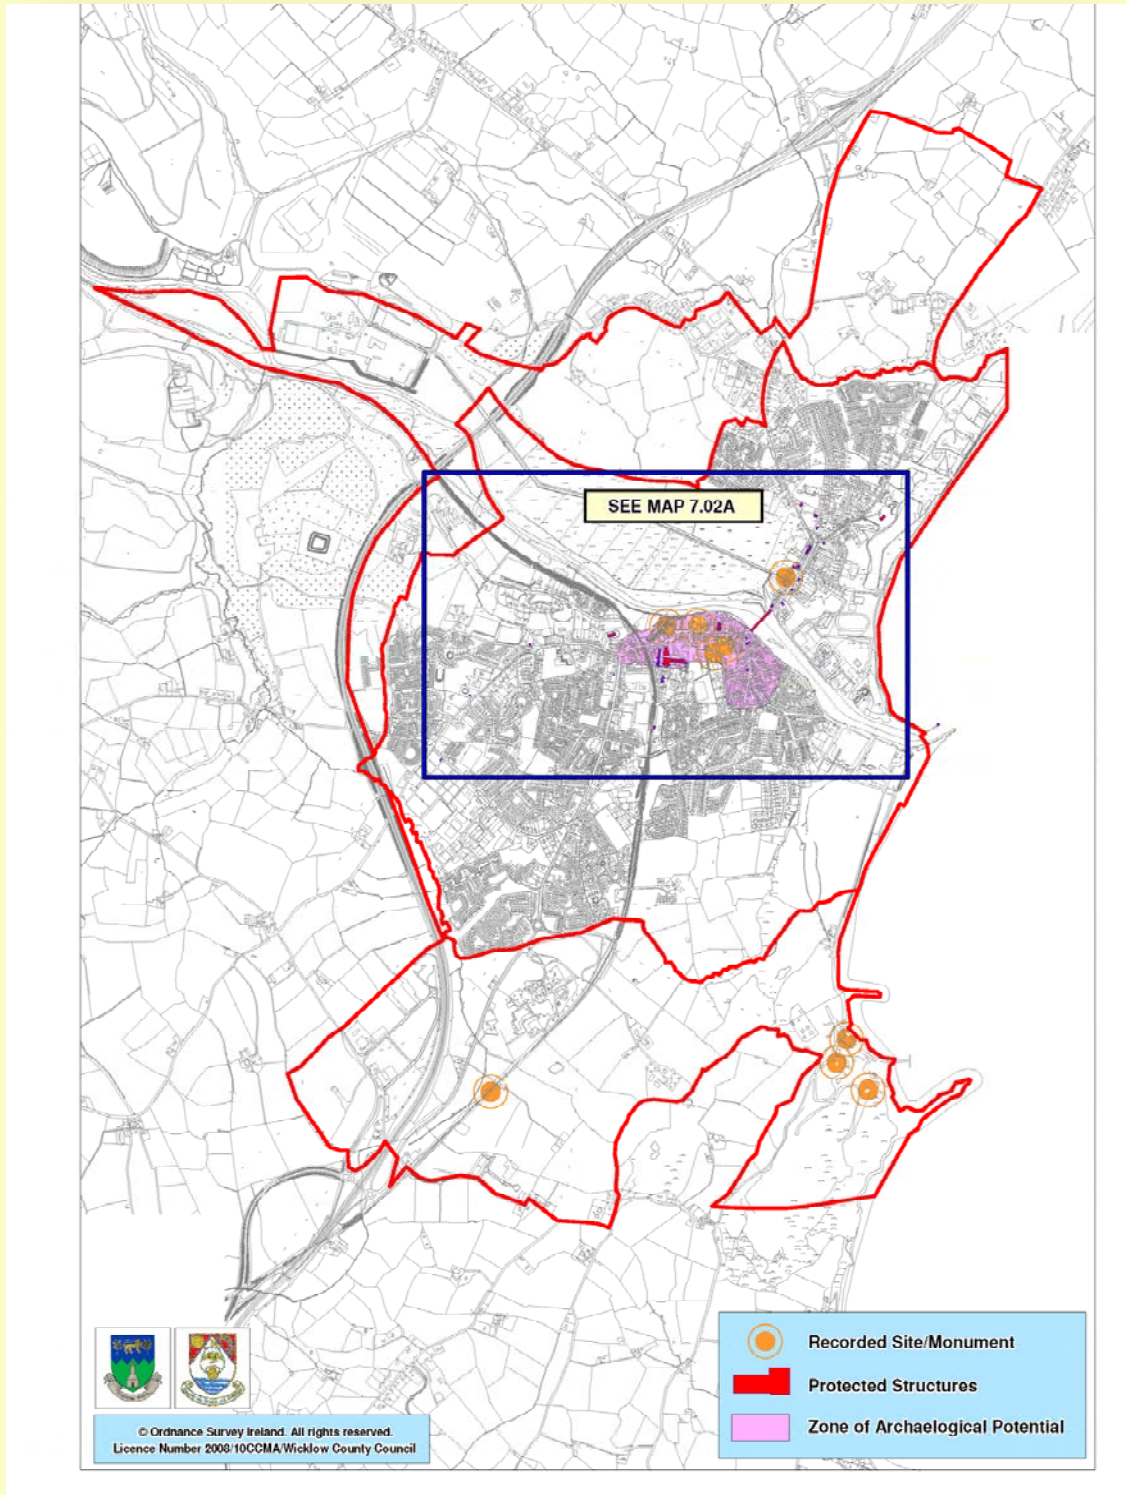 SEE MAP 7.02A
Recorded Site/Monument
Protected Structures
Zone of Archaelogical Potential
© Ordnance Survey Ireland. All rights reserved.
Licence Number 2008/10CCMA/Wicklow County Council